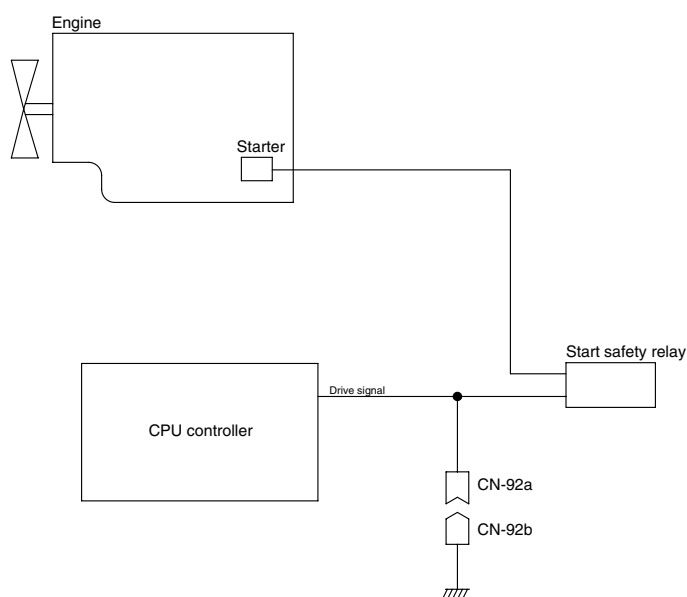 Engine
Starter
Start safety relay
Drive signal
CPU controller
CN-92a
CN-92b